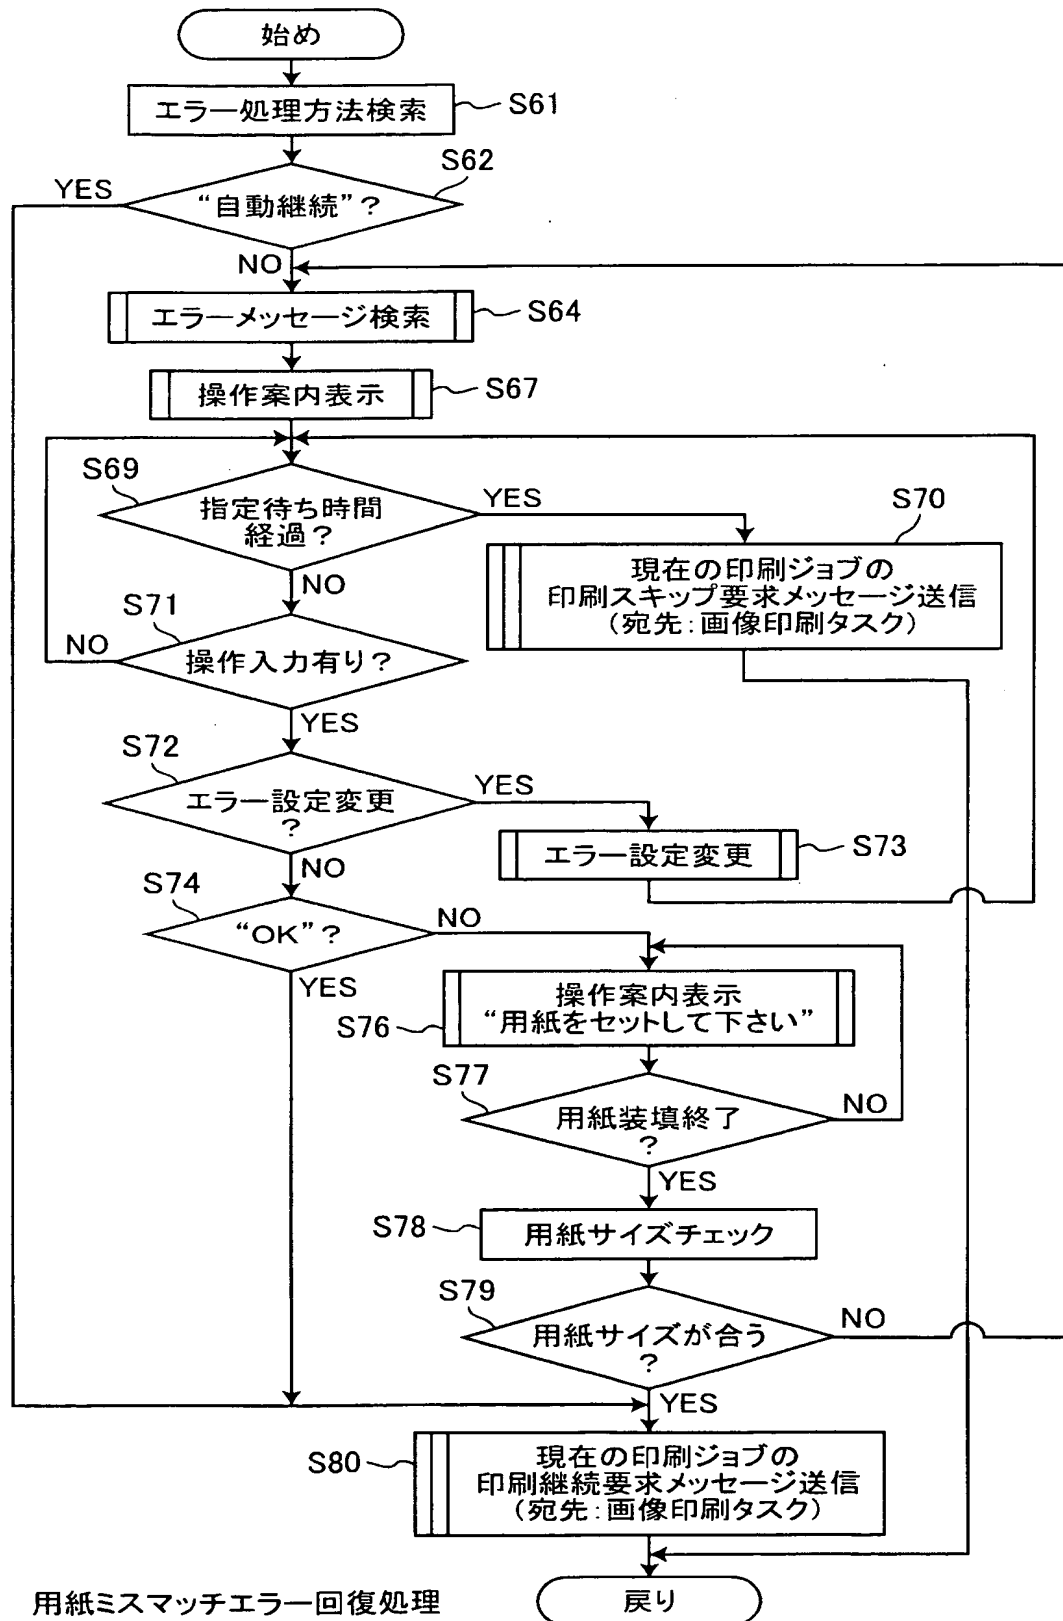 始め
エラー処理方法検索
S61
S62
YES
“自動継続”?
NO
エラーメッセージ検索
S64
操作案内表示
S67
S69
指定待ち時間
経過?
YES
NO
S70
現在の印刷ジョブの
印刷スキップ要求メッセージ送信
(宛先:画像印刷タスク)
S71
NO
操作入力有り?
YES
S72
エラー設定変更
?
YES
NO
エラー設定変更
S73
S74
“OK”?
NO
YES
操作案内表示
“用紙をセットして下さい”
S76
S77
用紙装填終了
?
NO
YES
S78
用紙サイズチェック
S79
用紙サイズが合う
?
NO
YES
S80
現在の印刷ジョブの
印刷継続要求メッセージ送信
(宛先:画像印刷タスク)
用紙ミスマッチエラー回復処理
戻り